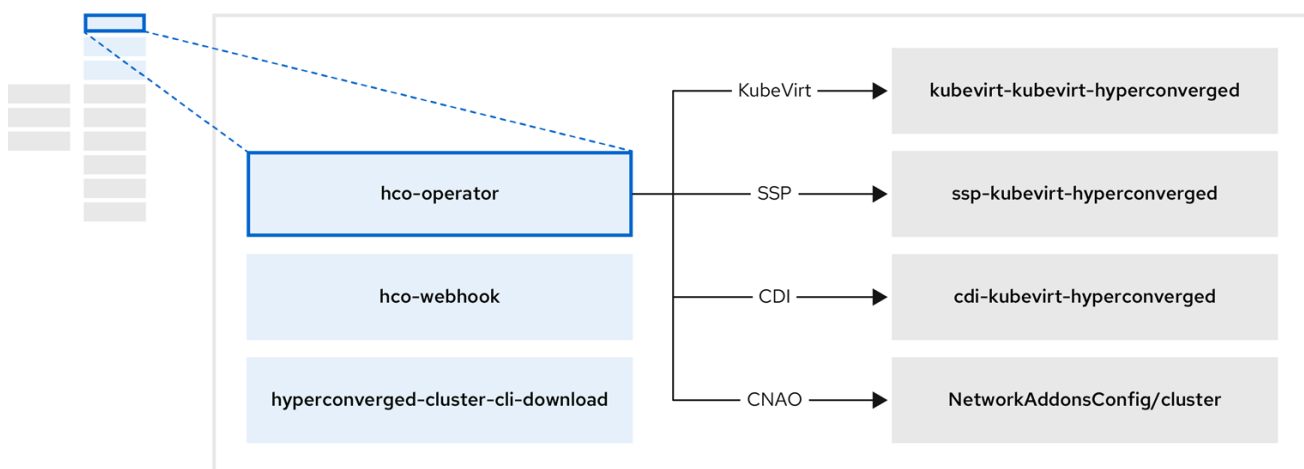 hco-operator
hco-webhook
hyperconverged-cluster-cli-download
KubeVirt
SSP
CDI
CNAO
kubevirt-kubevirt-hyperconverged
ssp-kubevirt-hyperconverged
cdi-kubevirt-hyperconverged
NetworkAddonsConfig/cluster